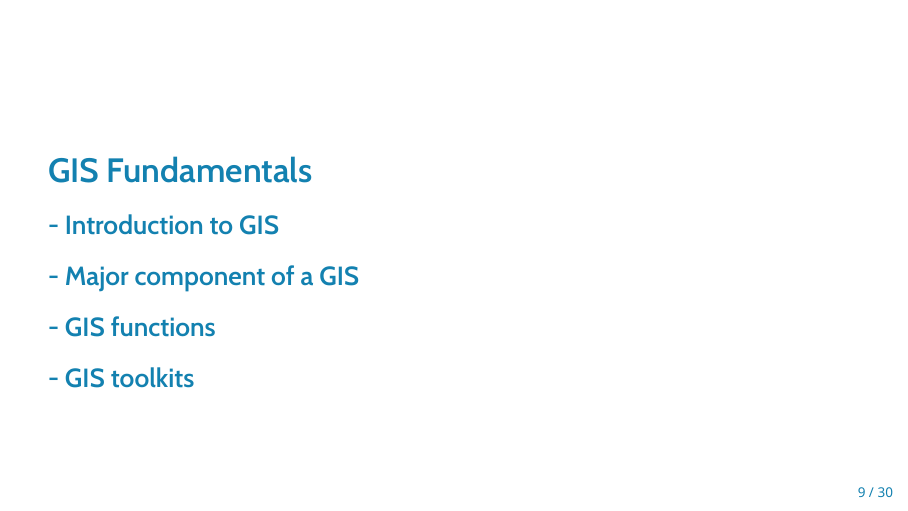 GIS Fundamentals
- Introduction to GIS
- Major component of a GIS
- GIS functions
- GIS toolkits
9 / 30